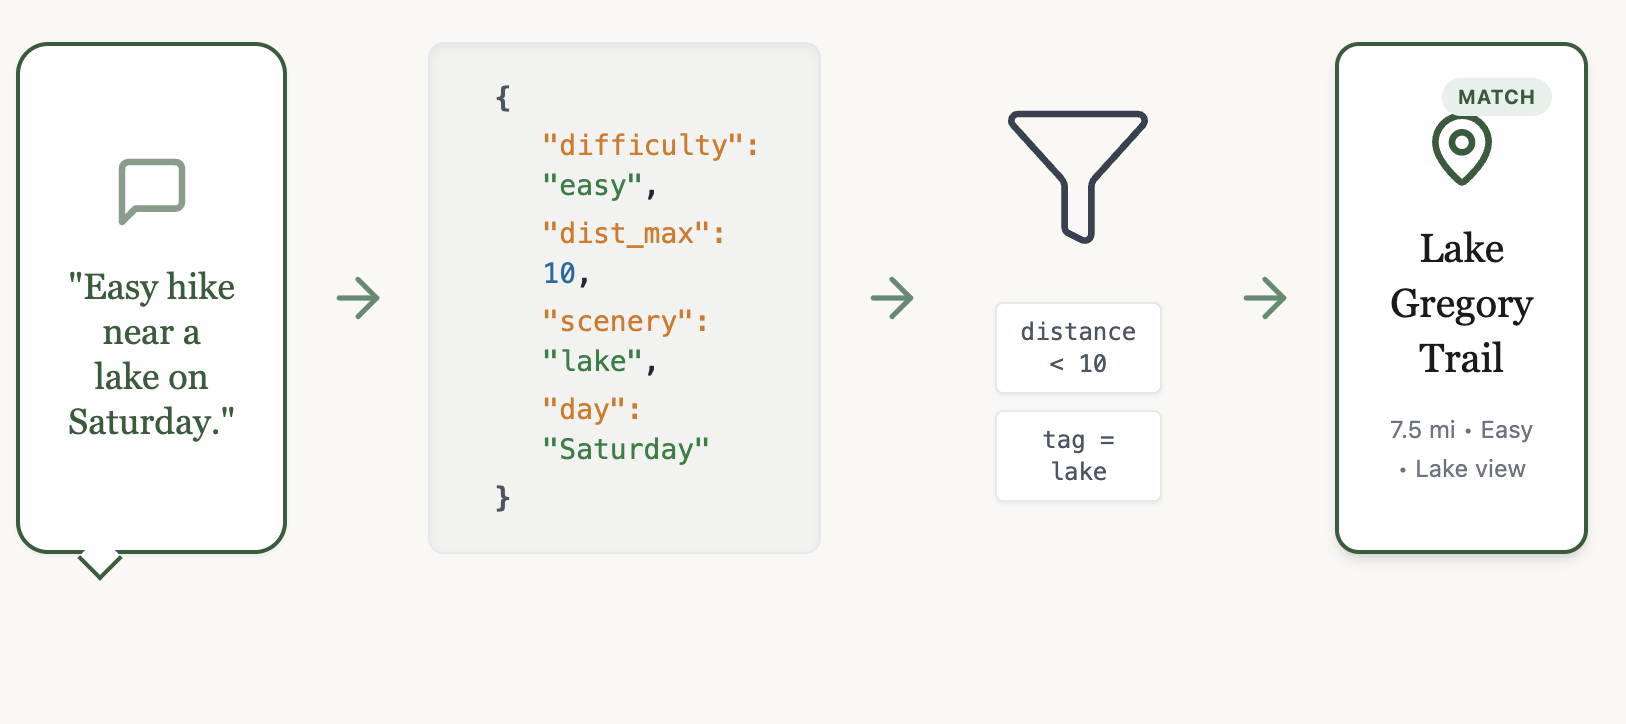 "Easy hike
near a
lake on
Saturday."
{
"difficulty":
"easy",
"dist_max":
10,
"scenery":
"lake",
"day":
"Saturday"
}
distance
< 10
tag =
lake
MATCH
Lake
Gregory
Trail
7.5 mi • Easy
• Lake view